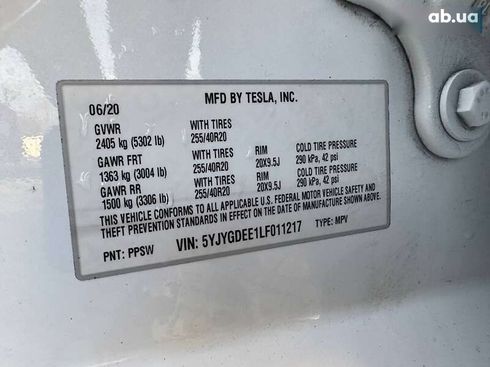 ab.ua
06/20 MFD BY TESLA, INC.
GVWR WITH TIRES
2405 kg (5302 lb) 255/40R20
GAWR FRT WITH TIRES RIM COLD TIRE PRESSURE
1363 kg (3004 lb) 255/40R20 20X9.5J 290 kPa, 42 psi
GAWR RR WITH TIRES RIM COLD TIRE PRESSURE
1500 kg (3306 lb) 255/40R20 20X9.5J 290 kPa, 42 psi
THIS VEHICLE CONFORMS TO ALL APPLICABLE U.S. FEDERAL MOTOR VEHICLE SAFETY AND
THEFT PREVENTION STANDARDS IN EFFECT ON THE DATE OF MANUFACTURE SHOWN ABOVE.
PNT: PPSW VIN: 5YJYGDEE1LF011217 TYPE: MPV